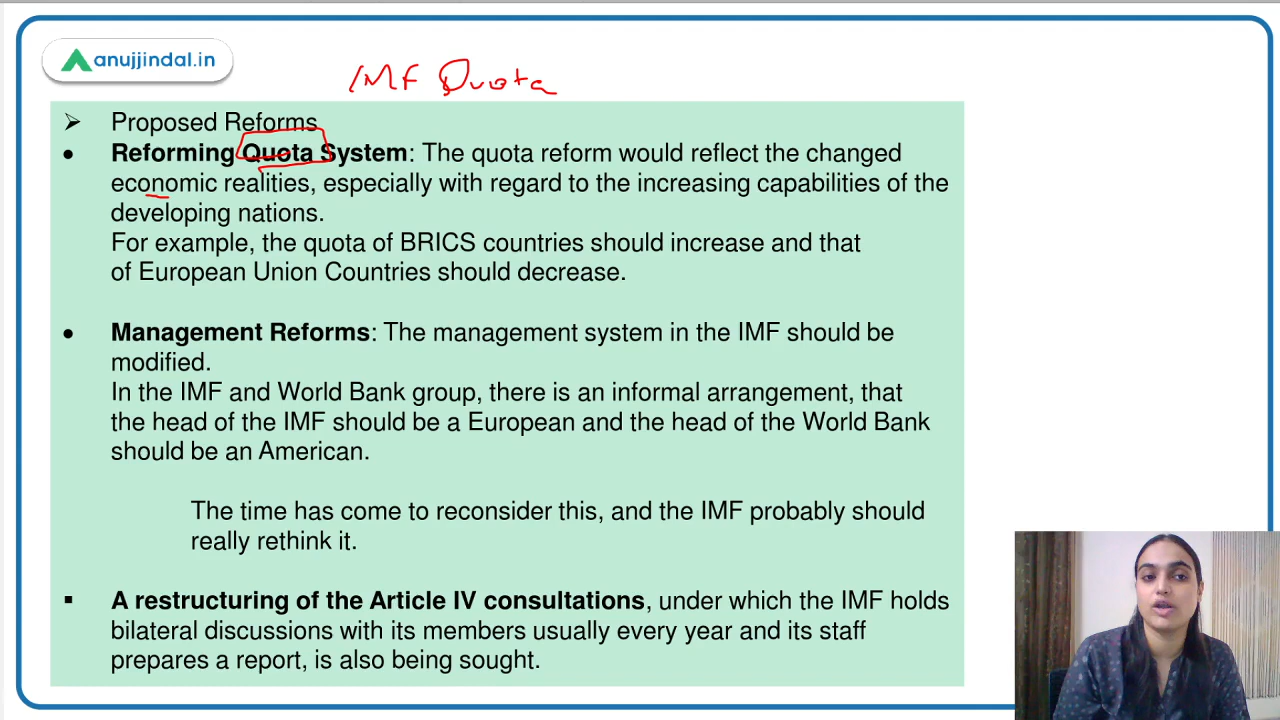 anujjindal.in
IMF Quota
➤ Proposed Reforms
• Reforming Quota System: The quota reform would reflect the changed
economic realities, especially with regard to the increasing capabilities of the
developing nations.
For example, the quota of BRICS countries should increase and that
of European Union Countries should decrease.
• Management Reforms: The management system in the IMF should be
modified.
In the IMF and World Bank group, there is an informal arrangement, that
the head of the IMF should be a European and the head of the World Bank
should be an American.
The time has come to reconsider this, and the IMF probably should
really rethink it.
▪ A restructuring of the Article IV consultations, under which the IMF holds
bilateral discussions with its members usually every year and its staff
prepares a report, is also being sought.